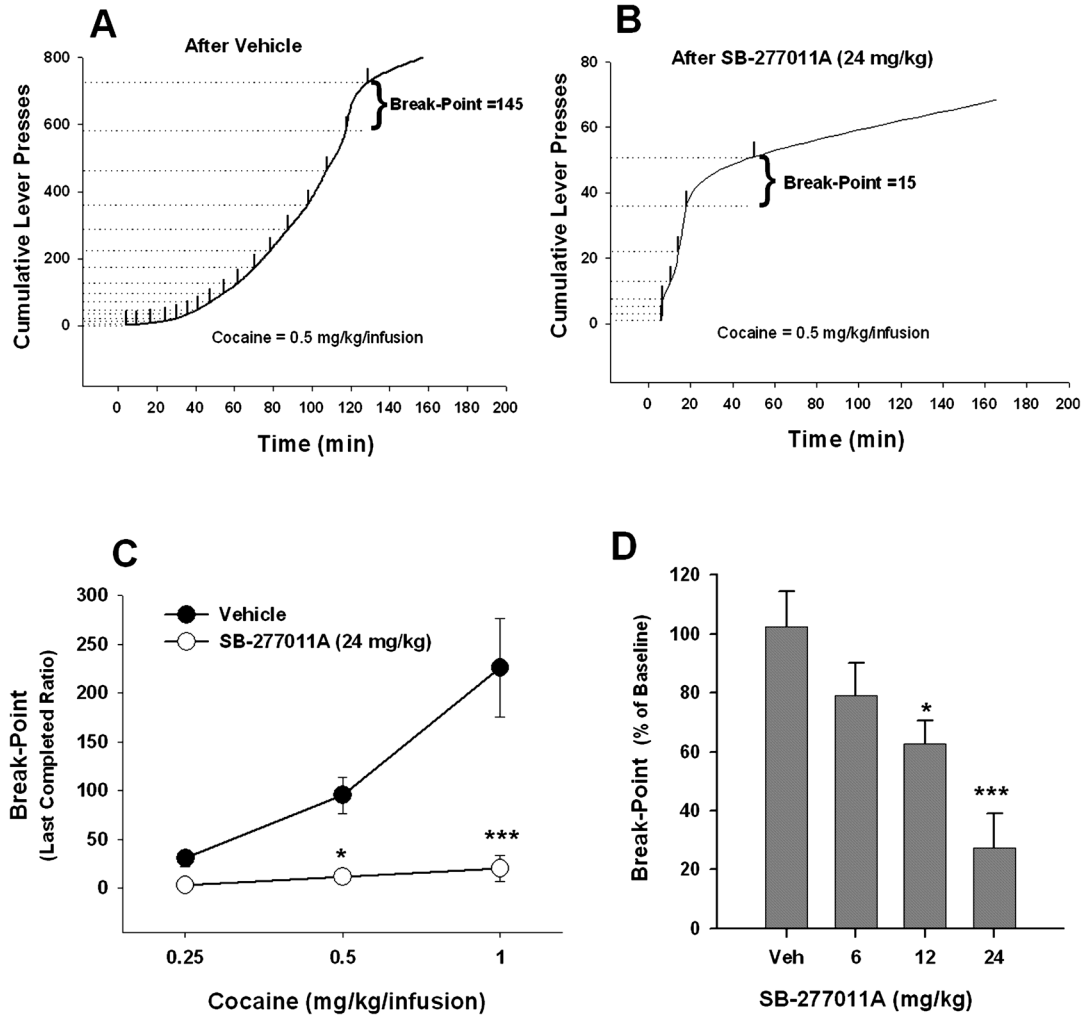 A
After Vehicle
800
600
400
200
0
Cumulative Lever Presses
Break-Point =145
Cocaine = 0.5 mg/kg/infusion
0 20 40 60 80 100 120 140 160 180 200
Time (min)
B
After SB-277011A (24 mg/kg)
80
60
40
20
0
Cumulative Lever Presses
} Break-Point =15
Cocaine = 0.5 mg/kg/infusion
0 20 40 60 80 100 120 140 160 180 200
Time (min)
C
300
250
200
150
100
50
0
Break-Point
(Last Completed Ratio)
Vehicle
SB-277011A (24 mg/kg)
*
***
0.25 0.5 1
Cocaine (mg/kg/infusion)
D
120
100
80
60
40
20
0
Break-Point (% of Baseline)
*
***
Veh 6 12 24
SB-277011A (mg/kg)